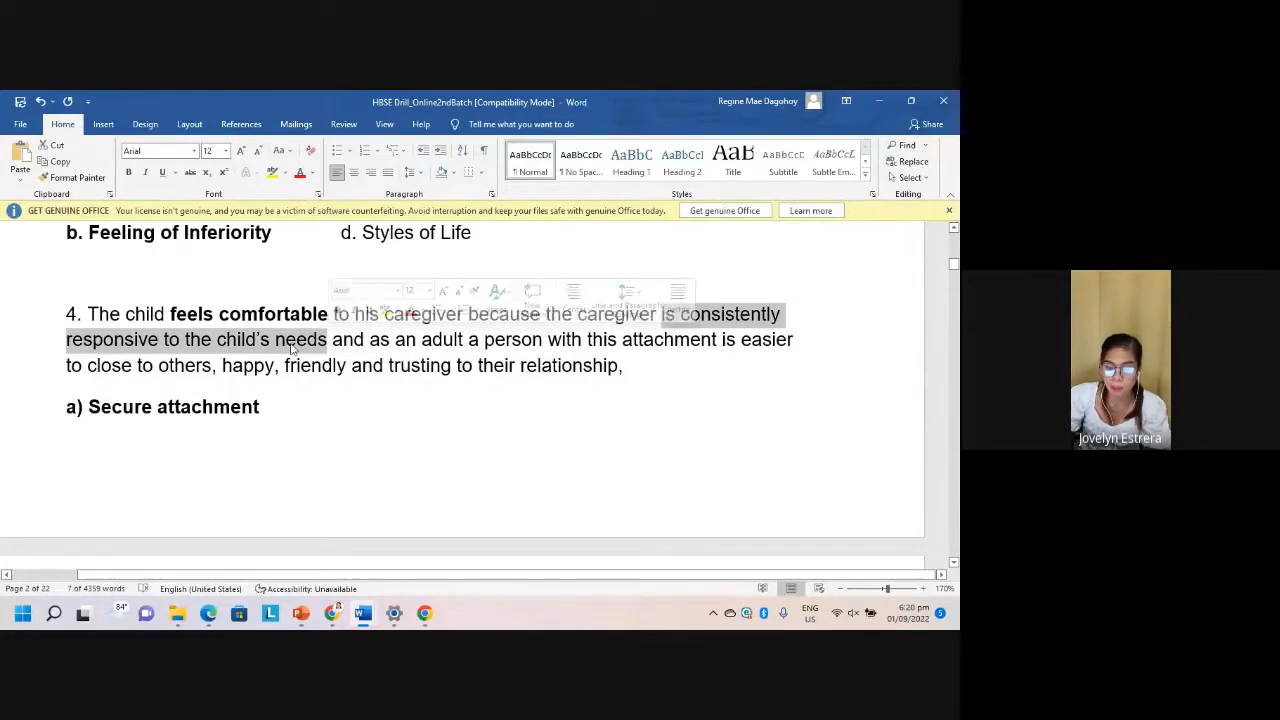 HBSE Drill_Online2ndBatch [Compatibility Mode] - Word
Regine Mae Dagohoy
File Home Insert Design Layout References Mailings Review View Help Tell me what you want to do Share
Cut
Copy
Format Painter
Paste
Arial 12
AaBbCcDc AaBbCcDc AaBbC AaBbCcl AaB AaBbCcD AaBbCcL
¶ Normal ¶ No Spac... Heading 1 Heading 2 Title Subtitle Subtle Em...
Find
Replace
Select
Clipboard Font Paragraph Styles Editing
GET GENUINE OFFICE Your license isn't genuine, and you may be a victim of software counterfeiting. Avoid interruption and keep your files safe with genuine Office today. Get genuine Office Learn more
b. Feeling of Inferiority d. Styles of Life
Arial 12
4. The child feels comfortable to his caregiver because the caregiver is consistently
responsive to the child's needs and as an adult a person with this attachment is easier
to close to others, happy, friendly and trusting to their relationship,
a) Secure attachment
Jovelyn Estrera
Page 2 of 22 7 of 4359 words English (United States) Accessibility: Unavailable 170%
84°
ENG
US
6:20 pm
01/09/2022
5